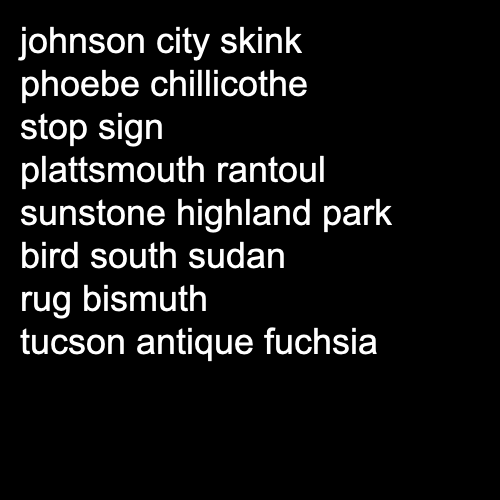 johnson city skink
phoebe chillicothe
stop sign
plattsmouth rantoul
sunstone highland park
bird south sudan
rug bismuth
tucson antique fuchsia